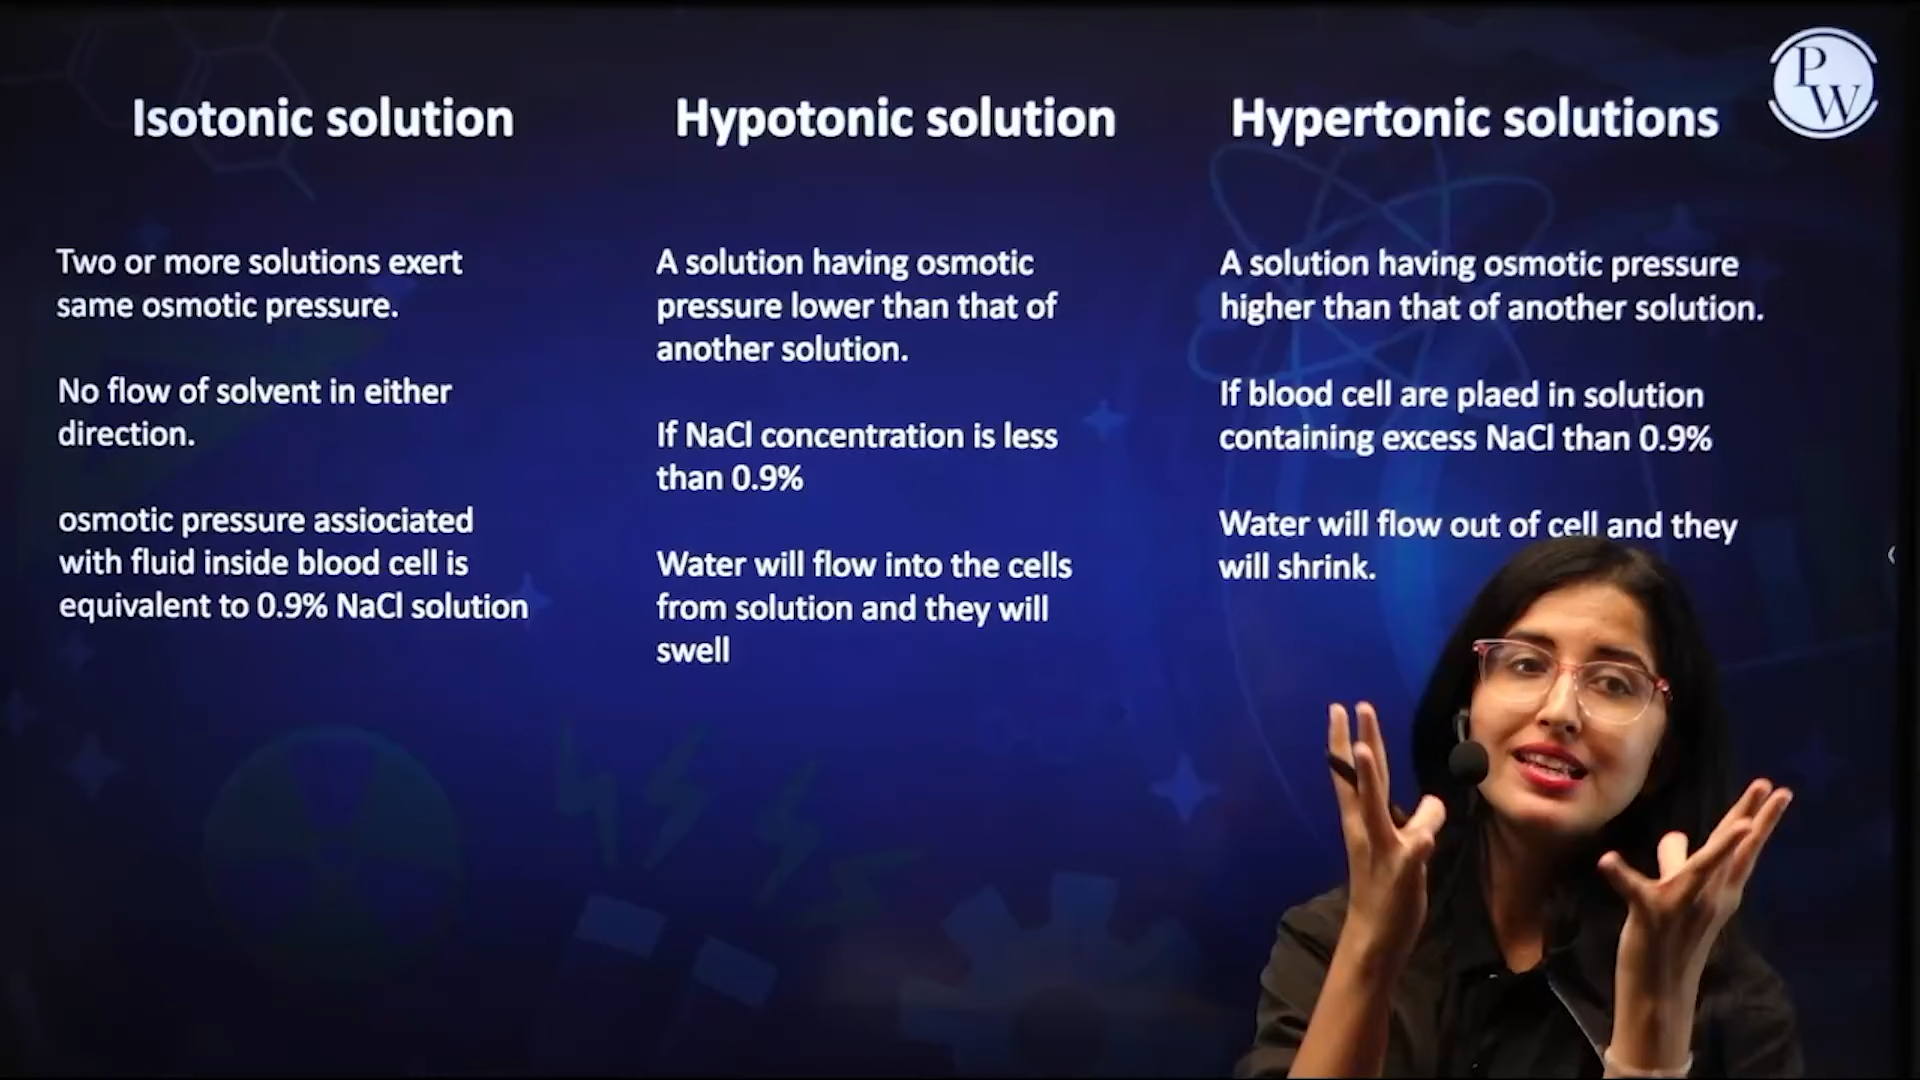 P
W
Isotonic solution
Hypotonic solution
Hypertonic solutions
Two or more solutions exert
same osmotic pressure.
No flow of solvent in either
direction.
osmotic pressure assiociated
with fluid inside blood cell is
equivalent to 0.9% NaCl solution
A solution having osmotic
pressure lower than that of
another solution.
If NaCl concentration is less
than 0.9%
Water will flow into the cells
from solution and they will
swell
A solution having osmotic pressure
higher than that of another solution.
If blood cell are plaed in solution
containing excess NaCl than 0.9%
Water will flow out of cell and they
will shrink.